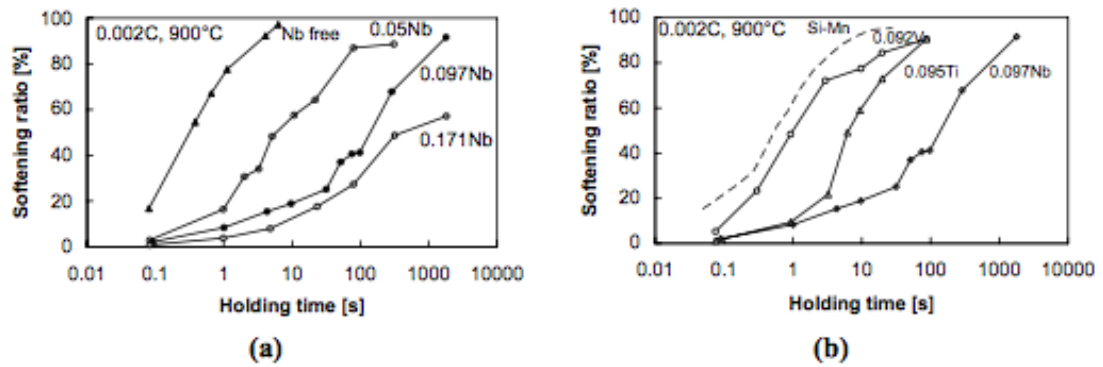 0.002C, 900°C
Nb free
0.05Nb
0.097Nb
0.171Nb
Softening ratio [%]
100
80
60
40
20
0
0.01 0.1 1 10 100 1000 10000
Holding time [s]
(a)
0.002C, 900°C
Si-Mn
0.092V
0.095Ti
0.097Nb
Softening ratio [%]
100
80
60
40
20
0
0.01 0.1 1 10 100 1000 10000
Holding time [s]
(b)